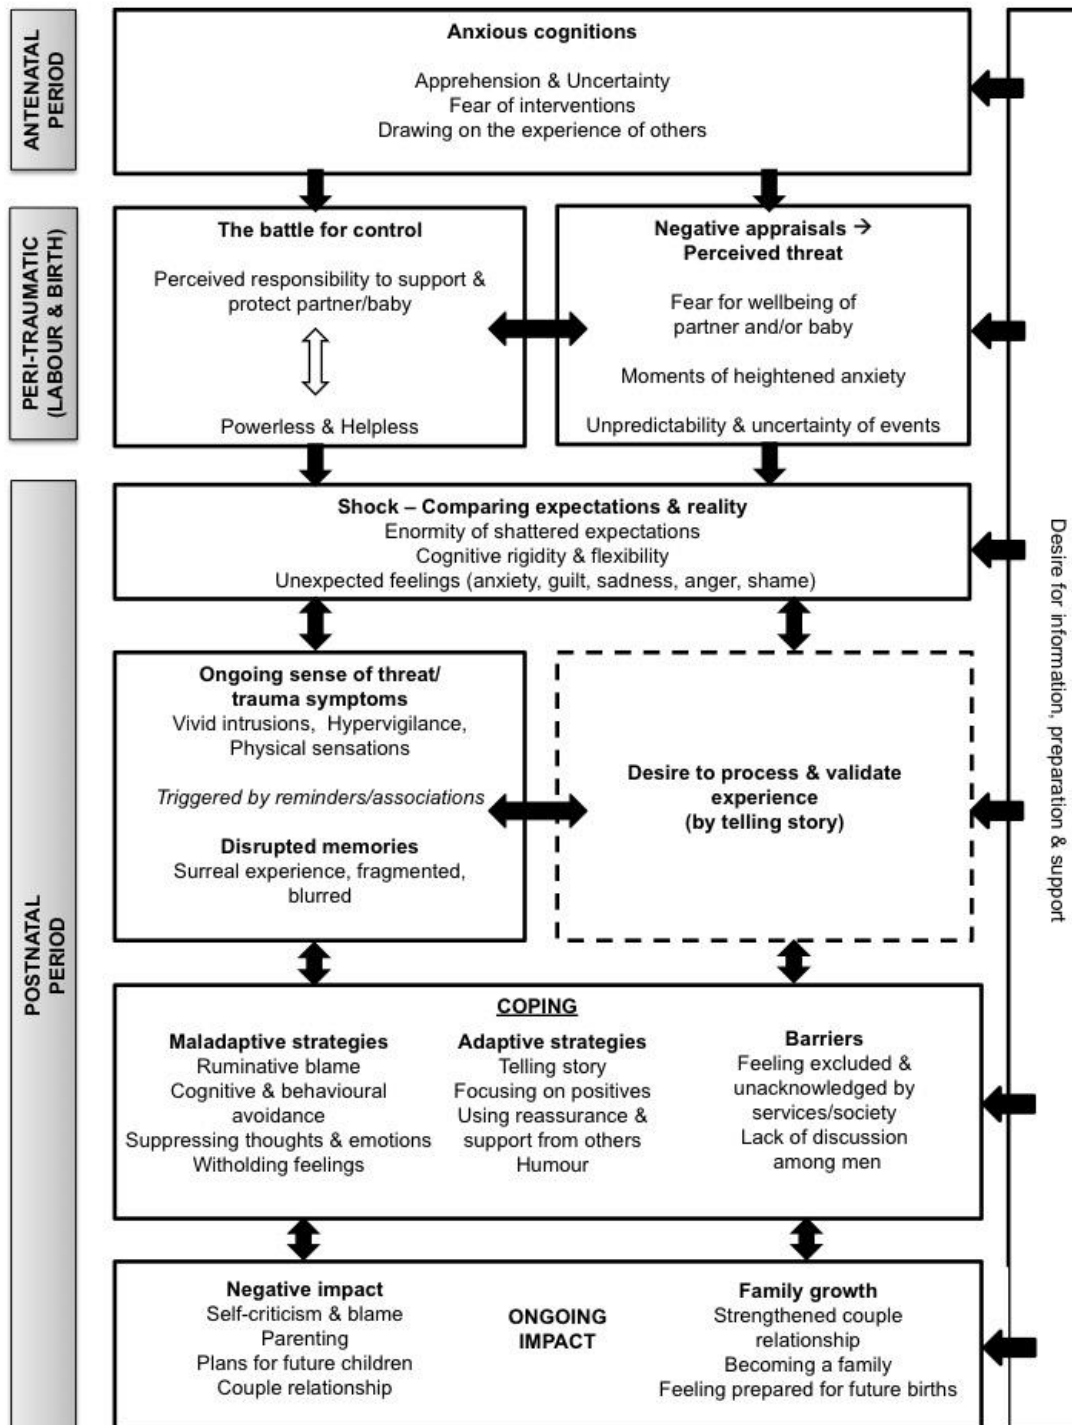 ANTENATAL
PERIOD
Anxious cognitions
Apprehension & Uncertainty
Fear of interventions
Drawing on the experience of others
PERI-TRAUMATIC
(LABOUR & BIRTH)
The battle for control
Perceived responsibility to support &
protect partner/baby
Powerless & Helpless
Negative appraisals →
Perceived threat
Fear for wellbeing of
partner and/or baby
Moments of heightened anxiety
Unpredictability & uncertainty of events
POSTNATAL
PERIOD
Shock – Comparing expectations & reality
Enormity of shattered expectations
Cognitive rigidity & flexibility
Unexpected feelings (anxiety, guilt, sadness, anger, shame)
Ongoing sense of threat/
trauma symptoms
Vivid intrusions, Hypervigilance,
Physical sensations
Triggered by reminders/associations
Disrupted memories
Surreal experience, fragmented,
blurred
Desire to process & validate
experience
(by telling story)
COPING
Maladaptive strategies
Ruminative blame
Cognitive & behavioural
avoidance
Suppressing thoughts & emotions
Witholding feelings
Adaptive strategies
Telling story
Focusing on positives
Using reassurance &
support from others
Humour
Barriers
Feeling excluded &
unacknowledged by
services/society
Lack of discussion
among men
Negative impact
Self-criticism & blame
Parenting
Plans for future children
Couple relationship
ONGOING
IMPACT
Family growth
Strengthened couple
relationship
Becoming a family
Feeling prepared for future births
Desire for information, preparation & support